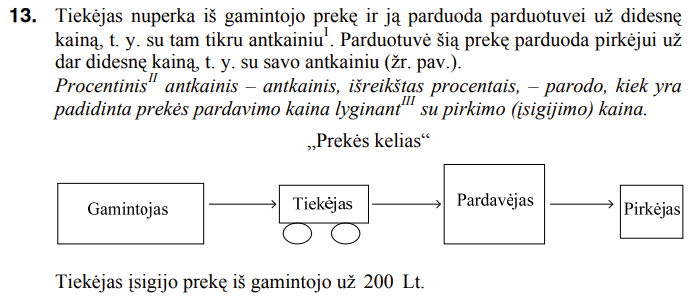 13. Tiekėjas nuperka iš gamintojo prekę ir ją parduoda parduotuvei už didesnę
kainą, t. y. su tam tikru antkainiu^I. Parduotuvė šią prekę parduoda pirkėjui už
dar didesnę kainą, t. y. su savo antkainiu (žr. pav.).
Procentinis^II antkainis – antkainis, išreikštas procentais, – parodo, kiek yra
padidinta prekės pardavimo kaina lyginant^III su pirkimo (įsigijimo) kaina.
„Prekės kelias“
Gamintojas
Tiekėjas
Pardavėjas
Pirkėjas
Tiekėjas įsigijo prekę iš gamintojo už 200 Lt.